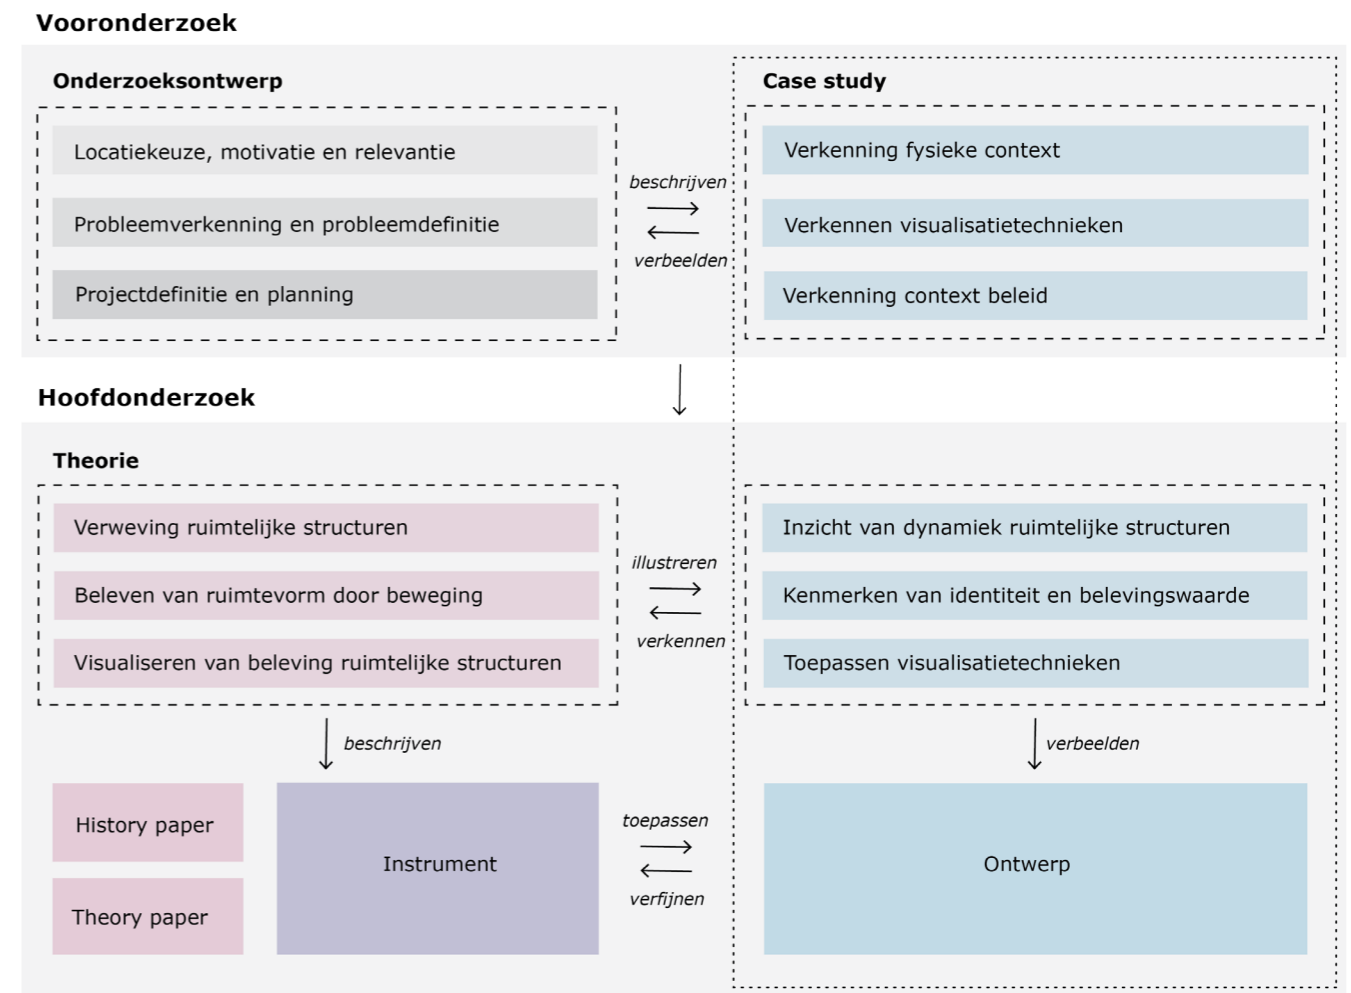 Vooronderzoek
Onderzoeksontwerp
Locatiekeuze, motivatie en relevantie
Probleemverkenning en probleemdefinitie
Projectdefinitie en planning
beschrijven
verbeelden
Case study
Verkenning fysieke context
Verkennen visualisatietechnieken
Verkenning context beleid
Hoofdonderzoek
Theorie
Verweving ruimtelijke structuren
Beleven van ruimtevorm door beweging
Visualiseren van beleving ruimtelijke structuren
illustreren
verkennen
Inzicht van dynamiek ruimtelijke structuren
Kenmerken van identiteit en belevingswaarde
Toepassen visualisatietechnieken
beschrijven
verbeelden
History paper
Theory paper
Instrument
toepassen
verfijnen
Ontwerp